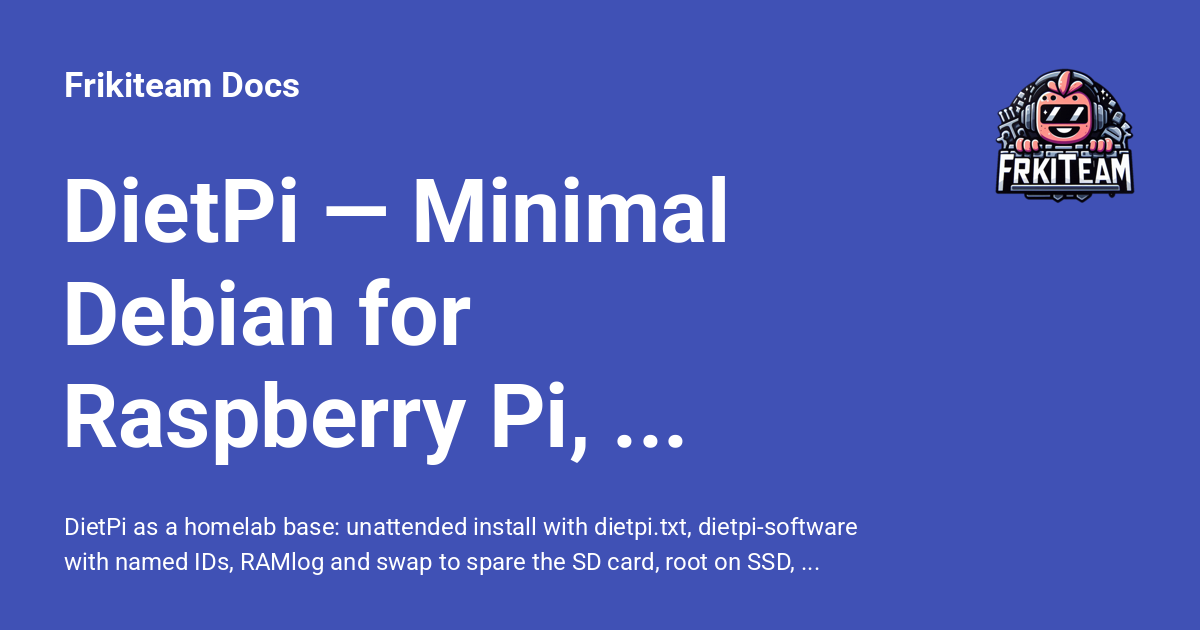 Frikiteam Docs
FRKITEAM
DietPi — Minimal
Debian for
Raspberry Pi, ...
DietPi as a homelab base: unattended install with dietpi.txt, dietpi-software
with named IDs, RAMlog and swap to spare the SD card, root on SSD, ...